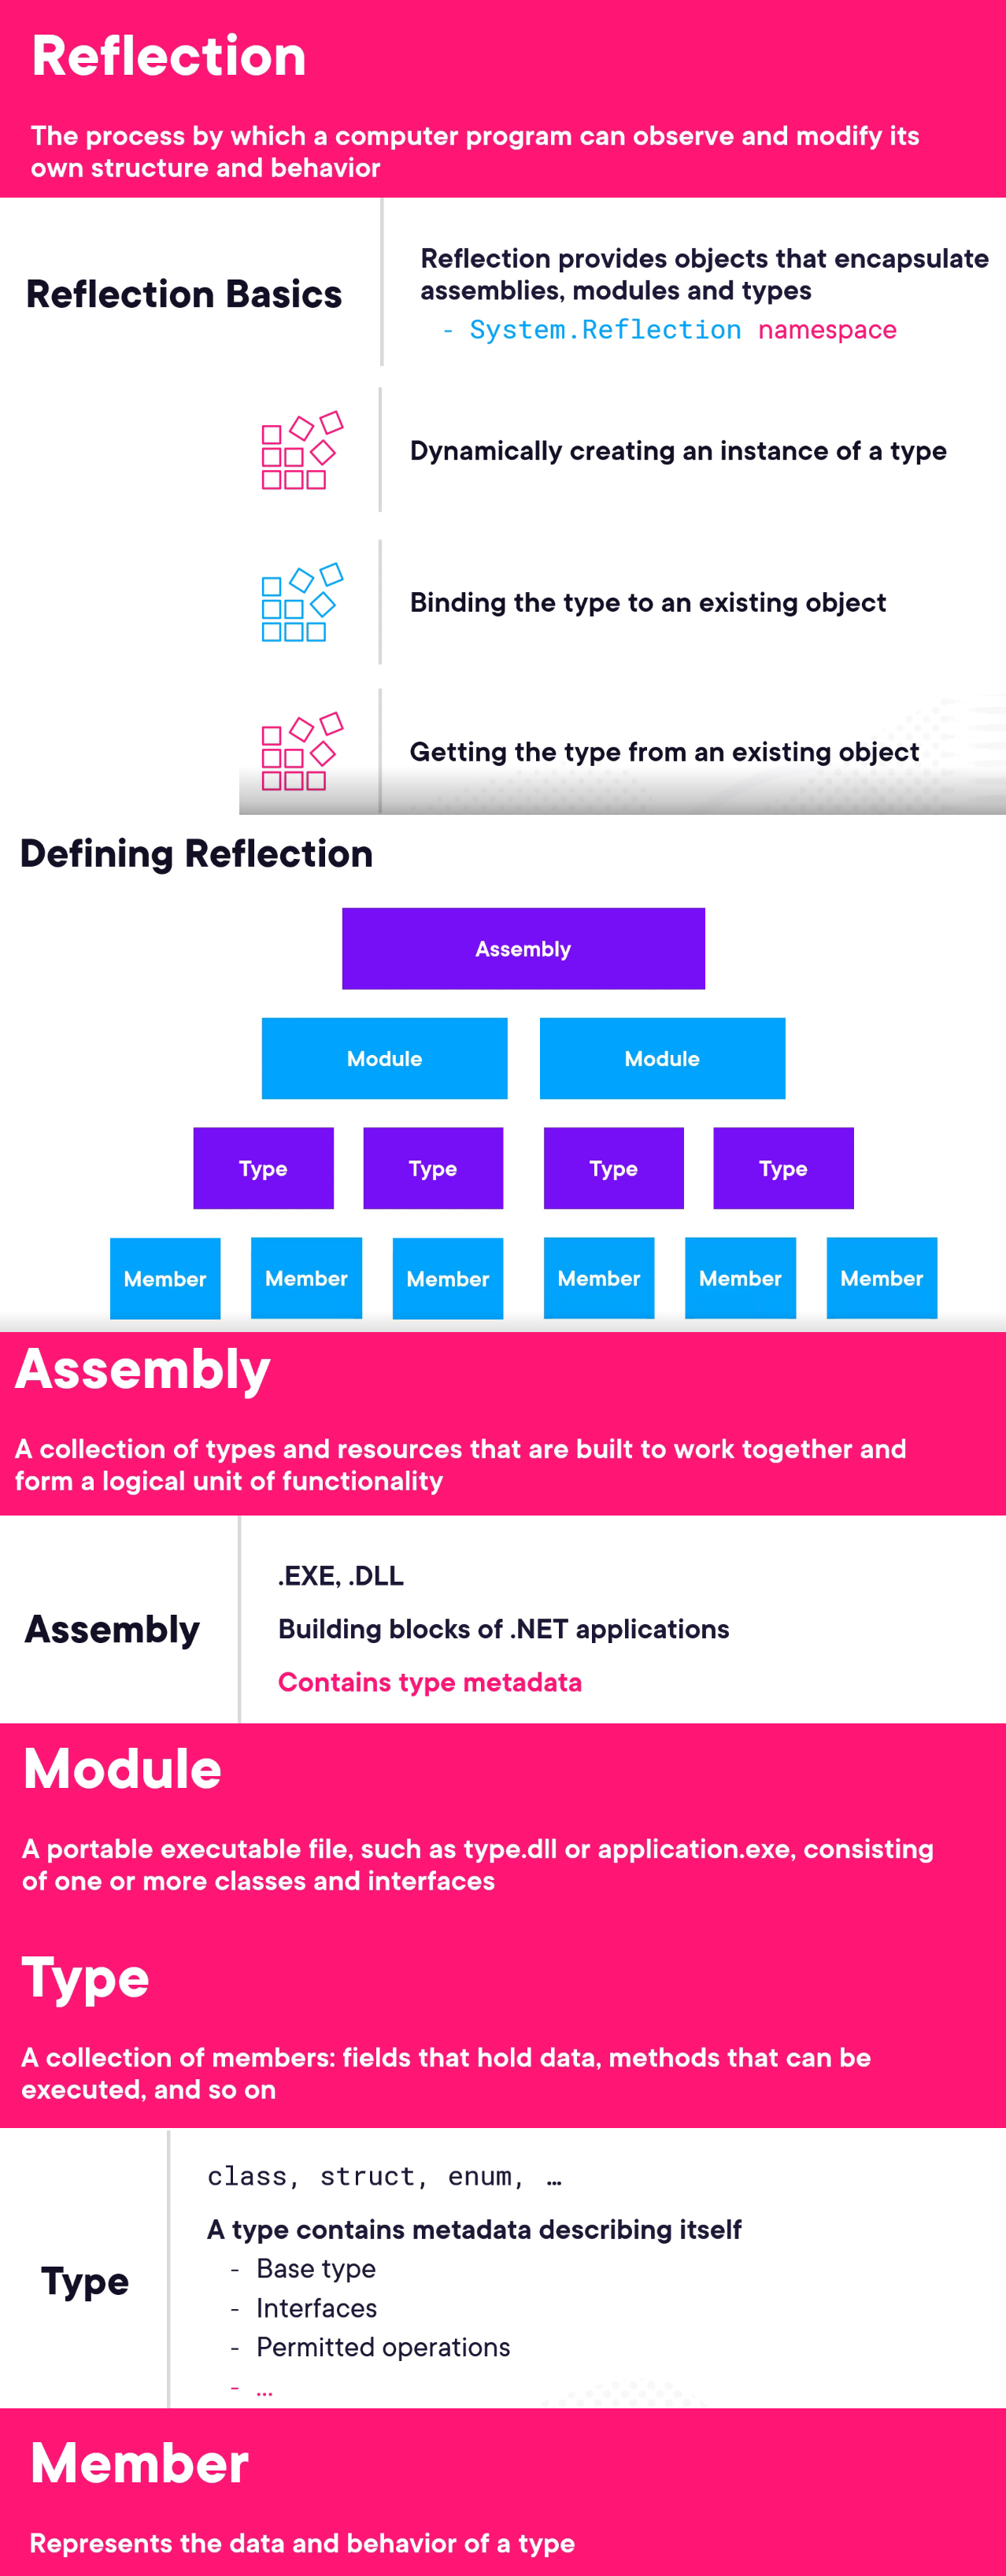 Reflection
The process by which a computer program can observe and modify its
own structure and behavior
Reflection Basics
Reflection provides objects that encapsulate
assemblies, modules and types
- System.Reflection namespace
Dynamically creating an instance of a type
Binding the type to an existing object
Getting the type from an existing object
Defining Reflection
Assembly
Module Module
Type Type Type Type
Member Member Member Member Member Member
Assembly
A collection of types and resources that are built to work together and
form a logical unit of functionality
Assembly
.EXE, .DLL
Building blocks of .NET applications
Contains type metadata
Module
A portable executable file, such as type.dll or application.exe, consisting
of one or more classes and interfaces
Type
A collection of members: fields that hold data, methods that can be
executed, and so on
Type
class, struct, enum, …
A type contains metadata describing itself
- Base type
- Interfaces
- Permitted operations
- …
Member
Represents the data and behavior of a type